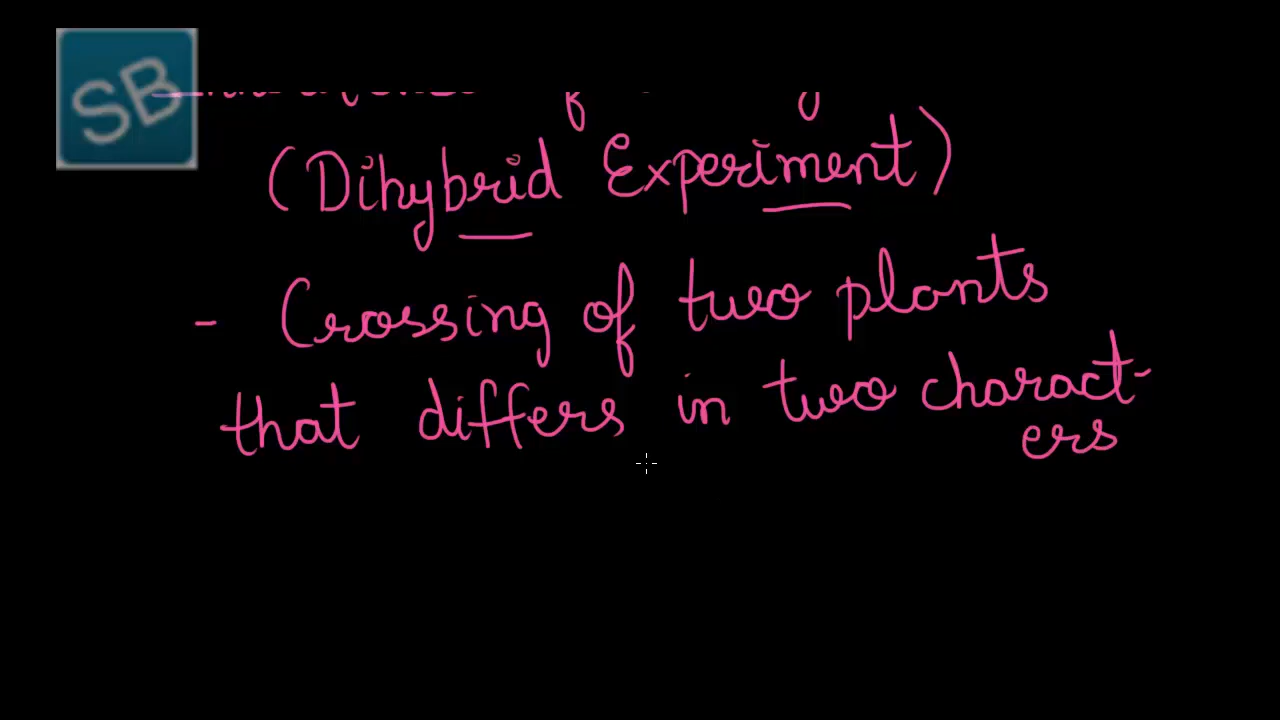 SB
(Dihybrid Experiment)
- Crossing of two plants
that differs in two charact-
ers